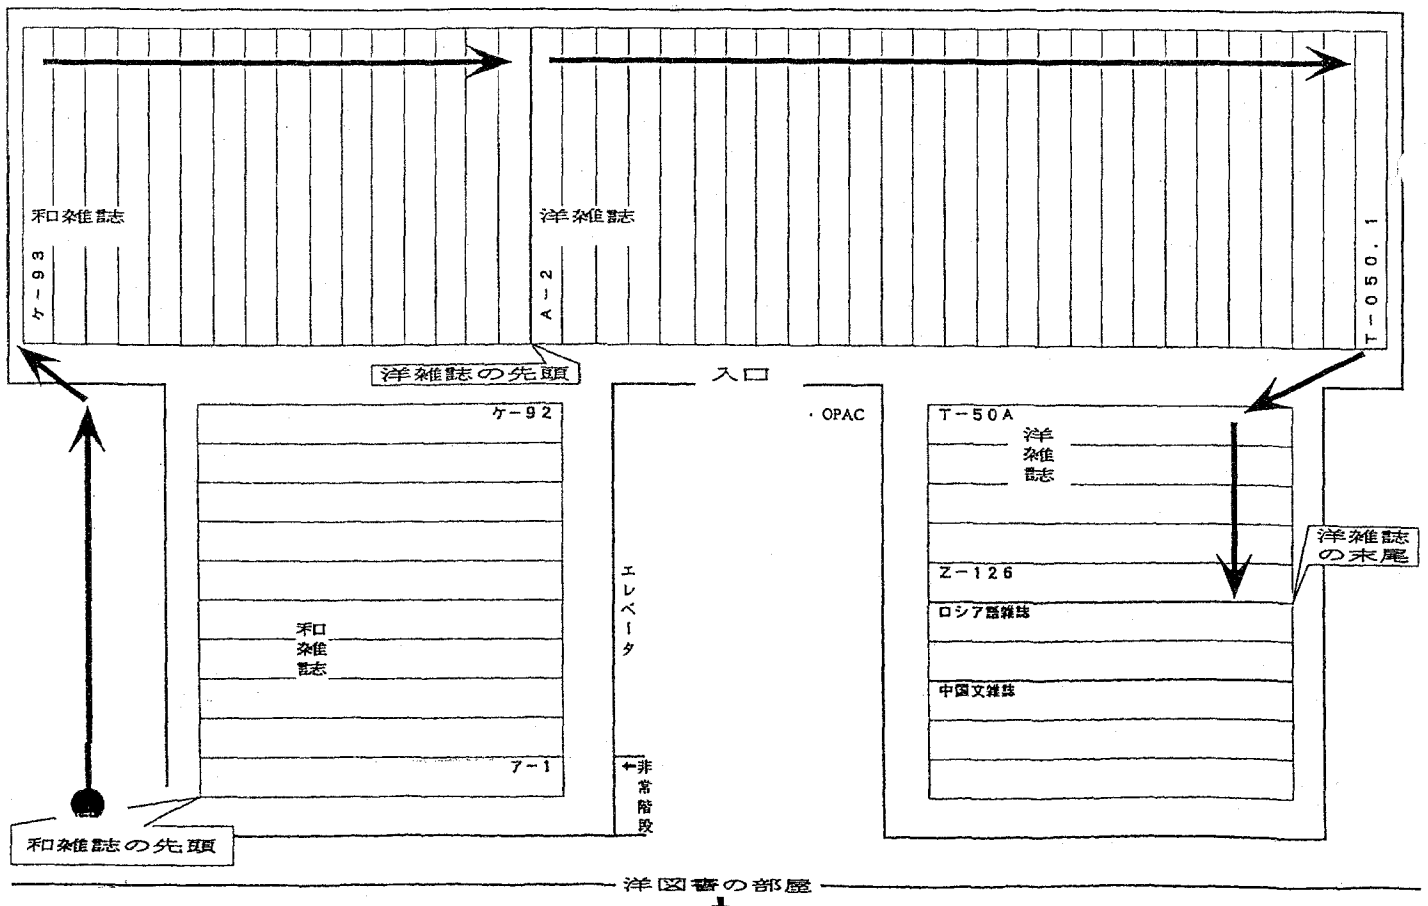 和雑誌
ケ－93
洋雑誌
A－2
T－050.1
洋雑誌の先頭
入口
ケ－92
・OPAC
T－50A
洋雑誌
洋雑誌
の末尾
エレベータ
Z－126
ロシア語雑誌
和雑誌
中国文雑誌
ア－1
←非常階段
和雑誌の先頭
洋図書の部屋